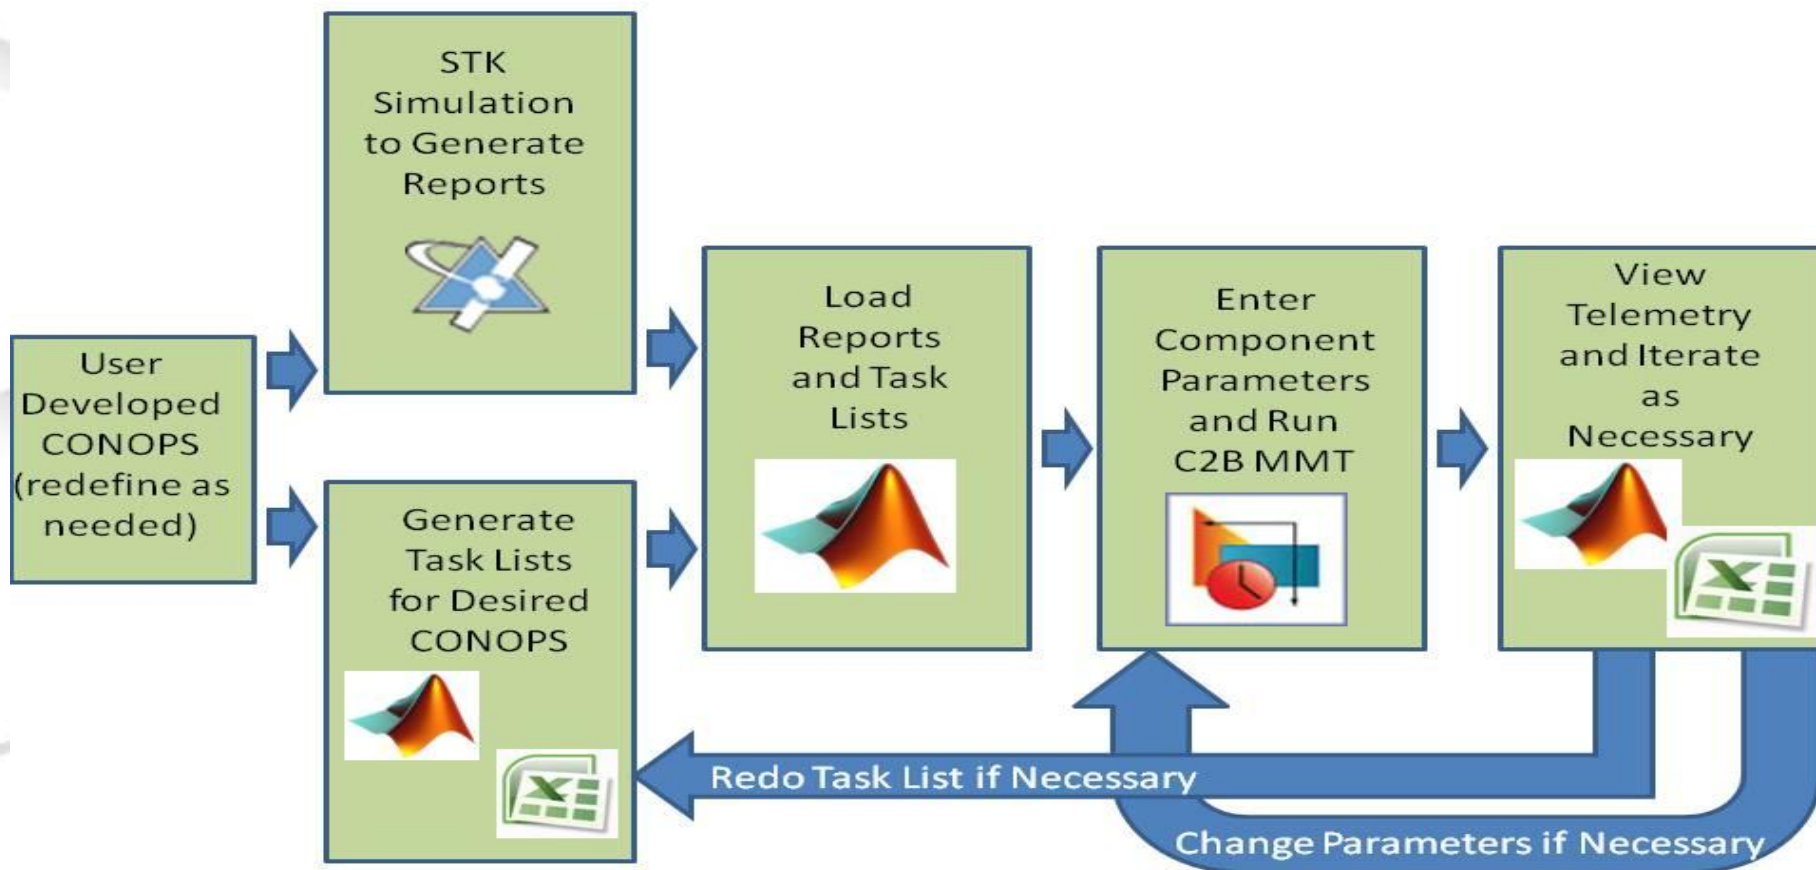 User
Developed
CONOPS
(redefine as
needed)
STK
Simulation
to Generate
Reports
Generate
Task Lists
for Desired
CONOPS
Load
Reports
and Task
Lists
Enter
Component
Parameters
and Run
C2B MMT
View
Telemetry
and Iterate
as
Necessary
Redo Task List if Necessary
Change Parameters if Necessary